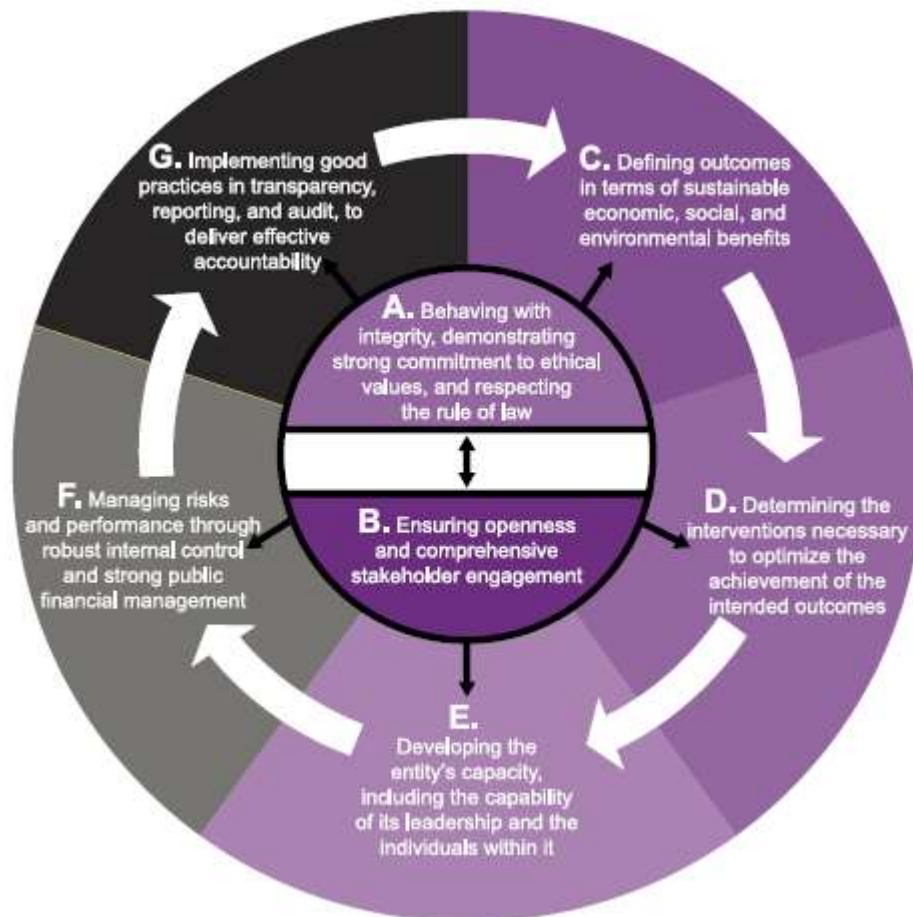 G. Implementing good
practices in transparency,
reporting, and audit, to
deliver effective
accountability
C. Defining outcomes
in terms of sustainable
economic, social, and
environmental benefits
A. Behaving with
integrity, demonstrating
strong commitment to ethical
values, and respecting
the rule of law
B. Ensuring openness
and comprehensive
stakeholder engagement
D. Determining the
interventions necessary
to optimize the
achievement of the
intended outcomes
F. Managing risks
and performance through
robust internal control
and strong public
financial management
E.
Developing the
entity's capacity,
including the capability
of its leadership and the
individuals within it